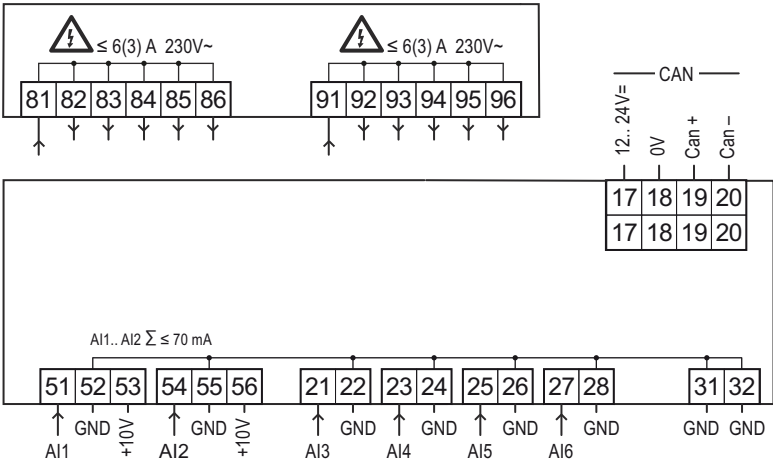 ≤ 6(3) A 230V~ ≤ 6(3) A 230V~
81 82 83 84 85 86 91 92 93 94 95 96
CAN
12.. 24V= 0V Can + Can –
17 18 19 20
17 18 19 20
AI1.. AI2 Σ ≤ 70 mA
51 52 53 54 55 56 21 22 23 24 25 26 27 28 31 32
GND +10V GND +10V GND GND GND GND GND GND
AI1 AI2 AI3 AI4 AI5 AI6